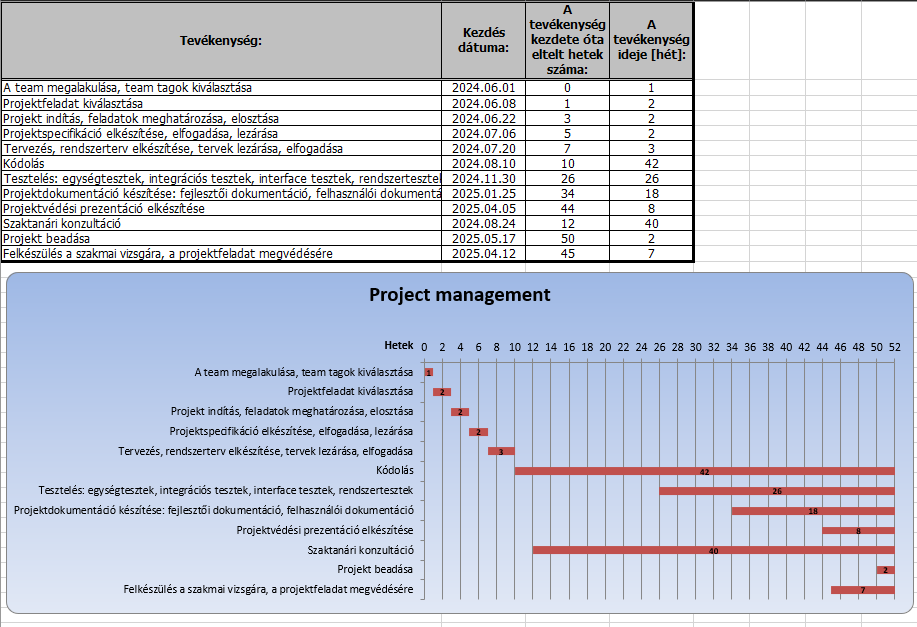 Tevékenység:
Kezdés dátuma:
A tevékenység kezdete óta eltelt hetek száma:
A tevékenység ideje [hét]:
A team megalakulása, team tagok kiválasztása 2024.06.01 0 1
Projektfeladat kiválasztása 2024.06.08 1 2
Projekt indítás, feladatok meghatározása, elosztása 2024.06.22 3 2
Projektspecifikáció elkészítése, elfogadása, lezárása 2024.07.06 5 2
Tervezés, rendszerterv elkészítése, tervek lezárása, elfogadása 2024.07.20 7 3
Kódolás 2024.08.10 10 42
Tesztelés: egységtesztek, integrációs tesztek, interface tesztek, rendszertesztek 2024.11.30 26 26
Projektdokumentáció készítése: fejlesztői dokumentáció, felhasználói dokumentá 2025.01.25 34 18
Projektvédési prezentáció elkészítése 2025.04.05 44 8
Szaktanári konzultáció 2024.08.24 12 40
Projekt beadása 2025.05.17 50 2
Felkészülés a szakmai vizsgára, a projektfeladat megvédésére 2025.04.12 45 7
Project management
Hetek 0 2 4 6 8 10 12 14 16 18 20 22 24 26 28 30 32 34 36 38 40 42 44 46 48 50 52
A team megalakulása, team tagok kiválasztása 1
Projektfeladat kiválasztása 2
Projekt indítás, feladatok meghatározása, elosztása 2
Projektspecifikáció elkészítése, elfogadása, lezárása 2
Tervezés, rendszerterv elkészítése, tervek lezárása, elfogadása 3
Kódolás 42
Tesztelés: egységtesztek, integrációs tesztek, interface tesztek, rendszertesztek 26
Projektdokumentáció készítése: fejlesztői dokumentáció, felhasználói dokumentáció 18
Projektvédési prezentáció elkészítése 8
Szaktanári konzultáció 40
Projekt beadása 2
Felkészülés a szakmai vizsgára, a projektfeladat megvédésére 7